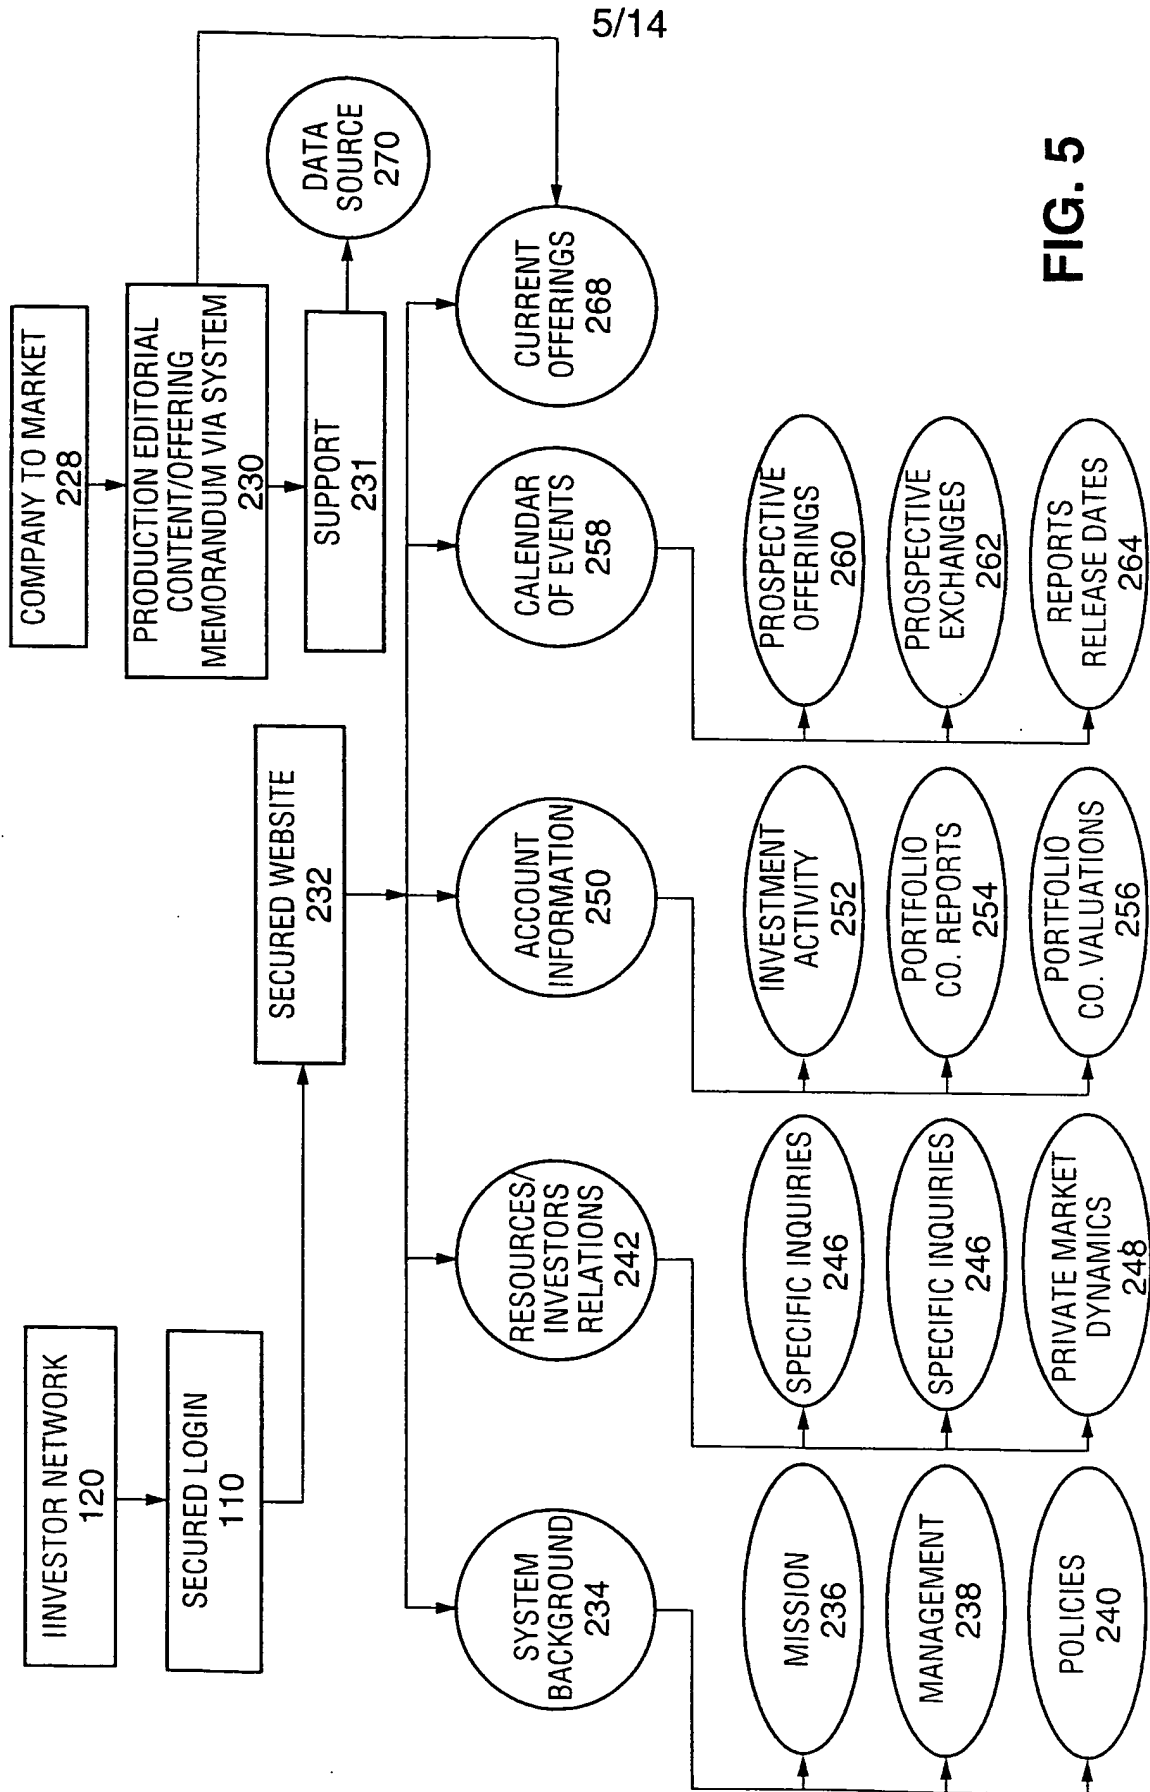 5/14
IINVESTOR NETWORK
120
SECURED LOGIN
110
SECURED WEBSITE
232
COMPANY TO MARKET
228
PRODUCTION EDITORIAL
CONTENT/OFFERING
MEMORANDUM VIA SYSTEM
230
SUPPORT
231
DATA
SOURCE
270
SYSTEM
BACKGROUND
234
RESOURCES/
INVESTORS
RELATIONS
242
ACCOUNT
INFORMATION
250
CALENDAR
OF EVENTS
258
CURRENT
OFFERINGS
268
MISSION
236
MANAGEMENT
238
POLICIES
240
SPECIFIC INQUIRIES
246
SPECIFIC INQUIRIES
246
PRIVATE MARKET
DYNAMICS
248
INVESTMENT
ACTIVITY
252
PORTFOLIO
CO. REPORTS
254
PORTFOLIO
CO. VALUATIONS
256
PROSPECTIVE
OFFERINGS
260
PROSPECTIVE
EXCHANGES
262
REPORTS
RELEASE DATES
264
FIG. 5